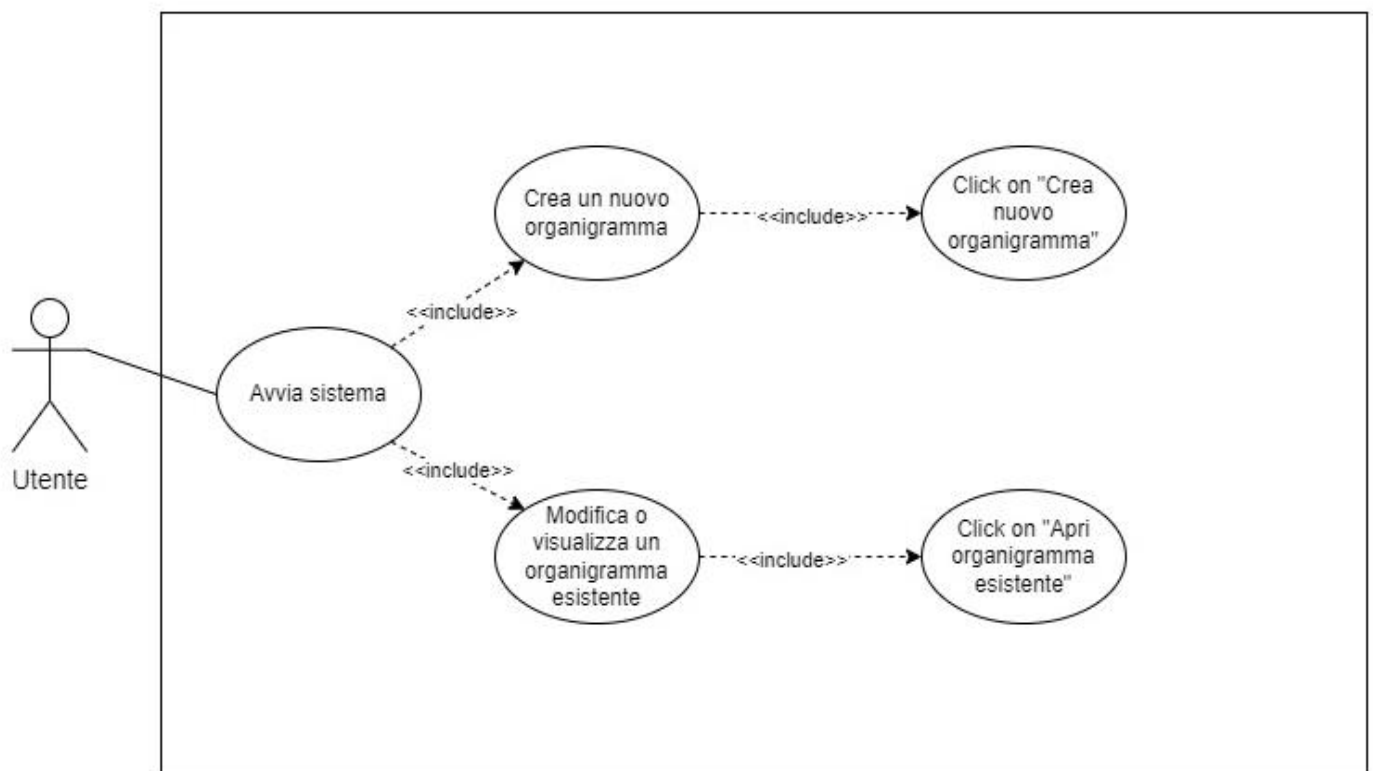 Crea un nuovo
organigramma
<<include>>
Click on "Crea
nuovo
organigramma"
<<include>>
Avvia sistema
Utente
<<include>>
Modifica o
visualizza un
organigramma
esistente
<<include>>
Click on "Apri
organigramma
esistente"